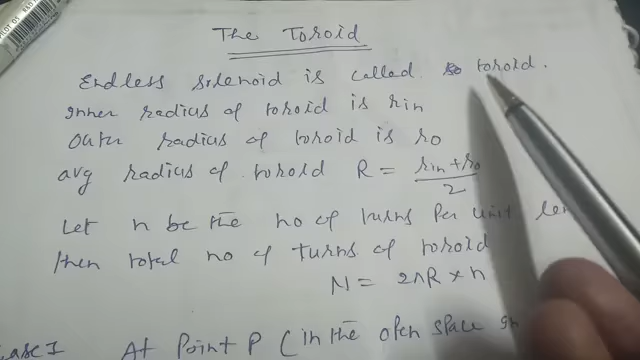 The Toroid
Endless solenoid is called toroid.
inner radius of toroid is rin
outer radius of toroid is ro
avg radius of toroid R = rin + ro / 2
Let n be the no of turns per unit len
then total no of turns of toroid
N = 2πR × n
Case I At Point P (in the open space